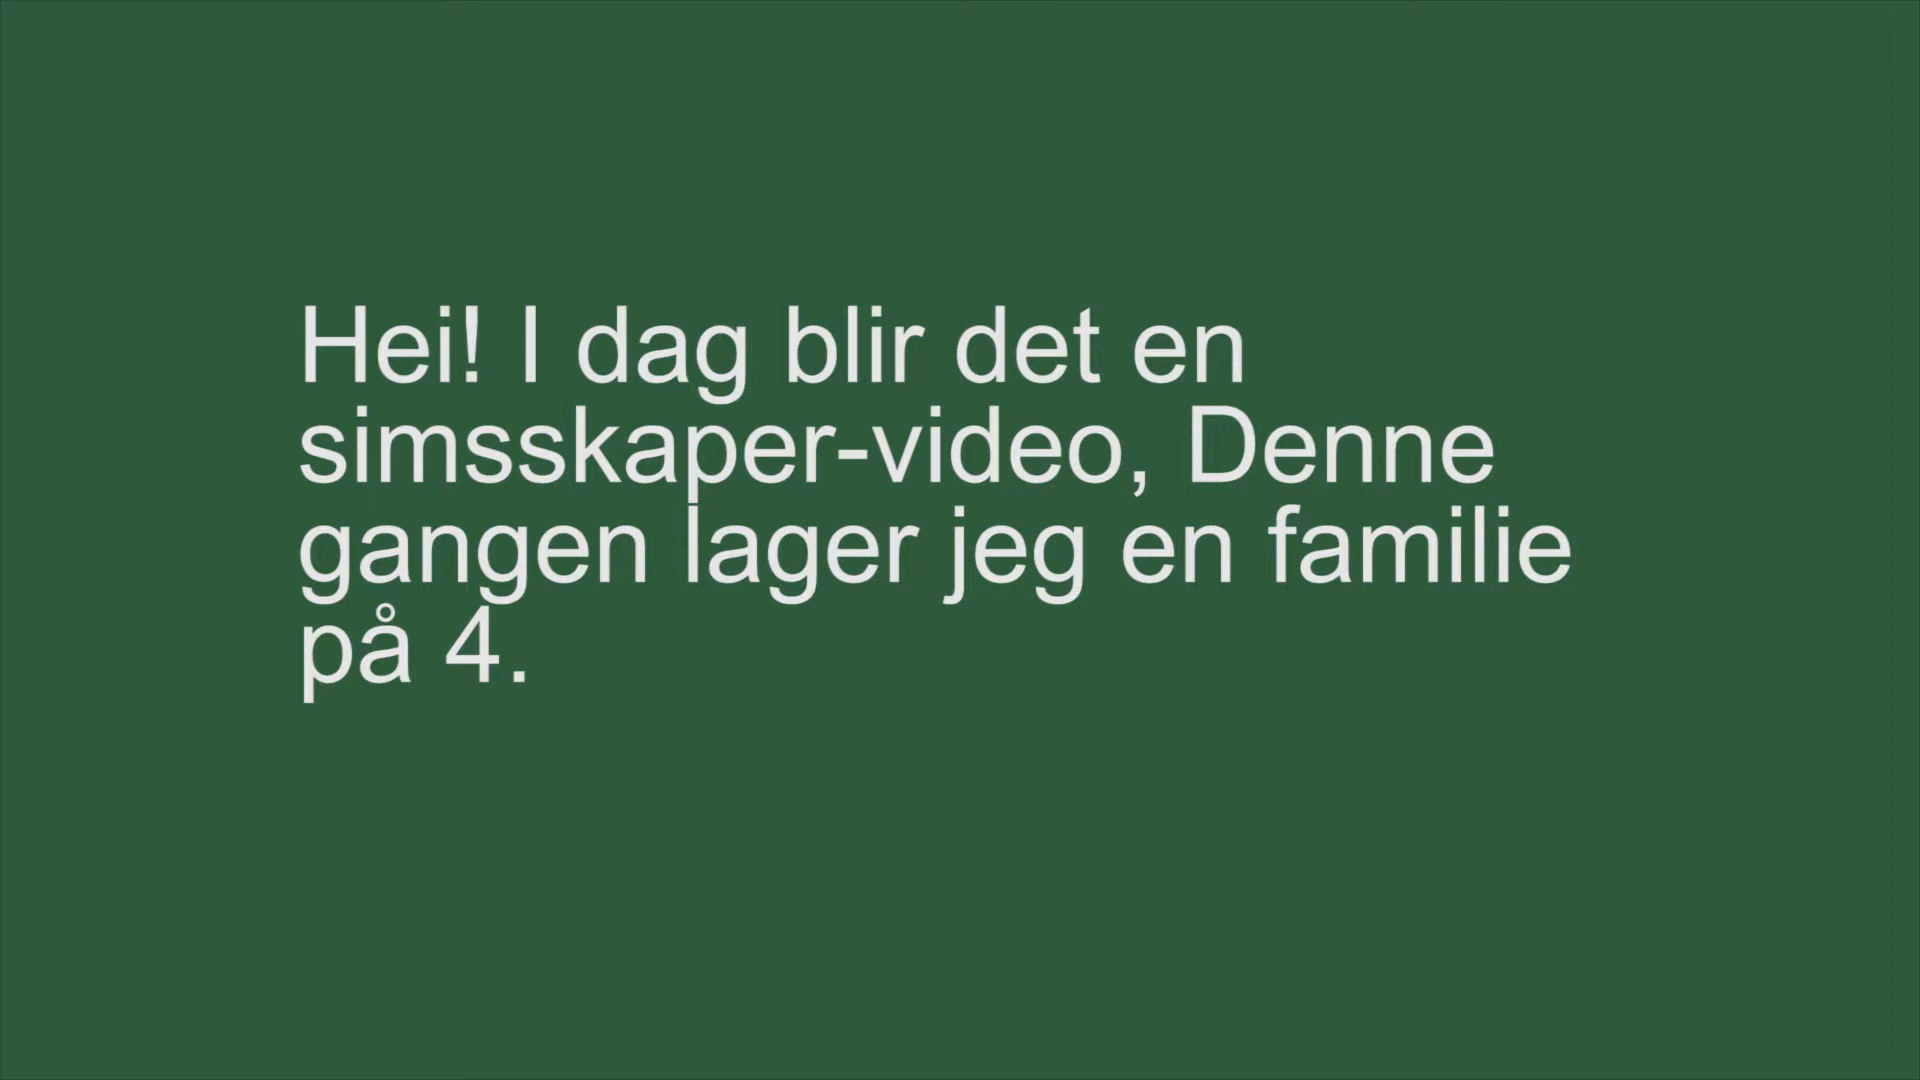 Hei! I dag blir det en
simsskaper-video, Denne
gangen lager jeg en familie
på 4.